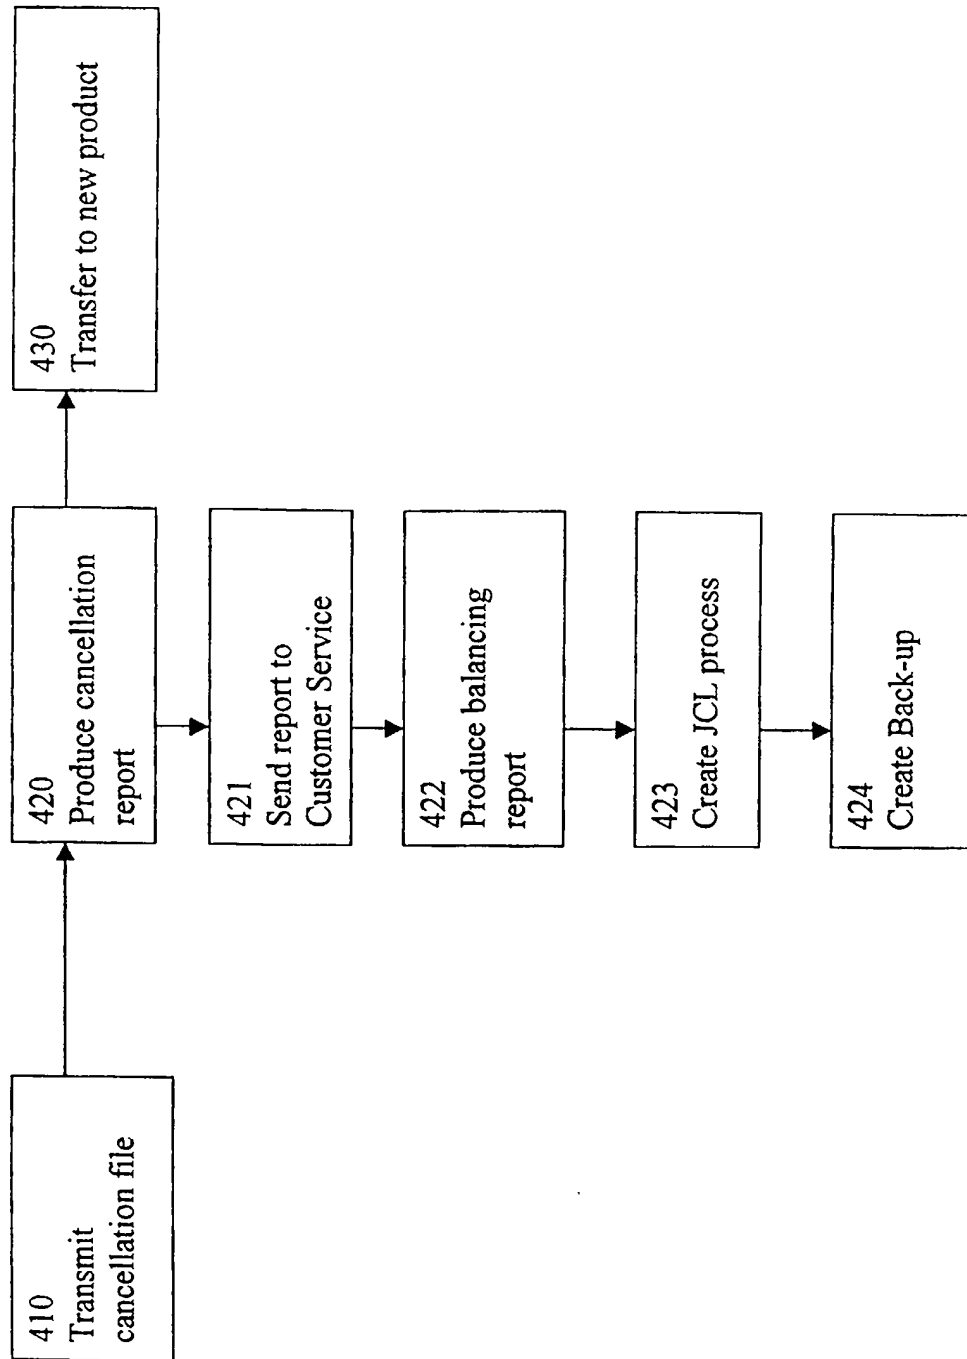 410
Transmit
cancellation file
420
Produce cancellation
report
430
Transfer to new product
421
Send report to
Customer Service
422
Produce balancing
report
423
Create JCL process
424
Create Back-up